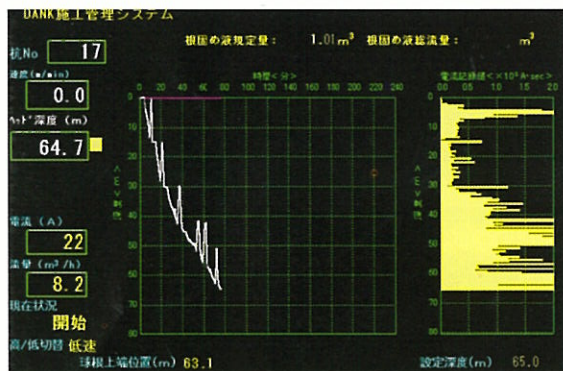 DANK施工管理システム
根固め液規定量： 1.01m³ 根固め液総流量： m³
杭No 17
速度(m/min)
0.0
ヘッド深度 (m)
64.7
時間<分>
0 20 40 60 80 100 120 140 160 180 200 220 240
電流記録値<×10⁵A·sec>
0.0 0.5 1.0 1.5 2.0
0
10
20
30
40
50
60
70
80
深度<m>
電流 (A)
22
流量 (m³/h)
8.2
現在状況
開始
高/低切替 低速
球根上端位置(m) 63.1 設定深度(m) 65.0